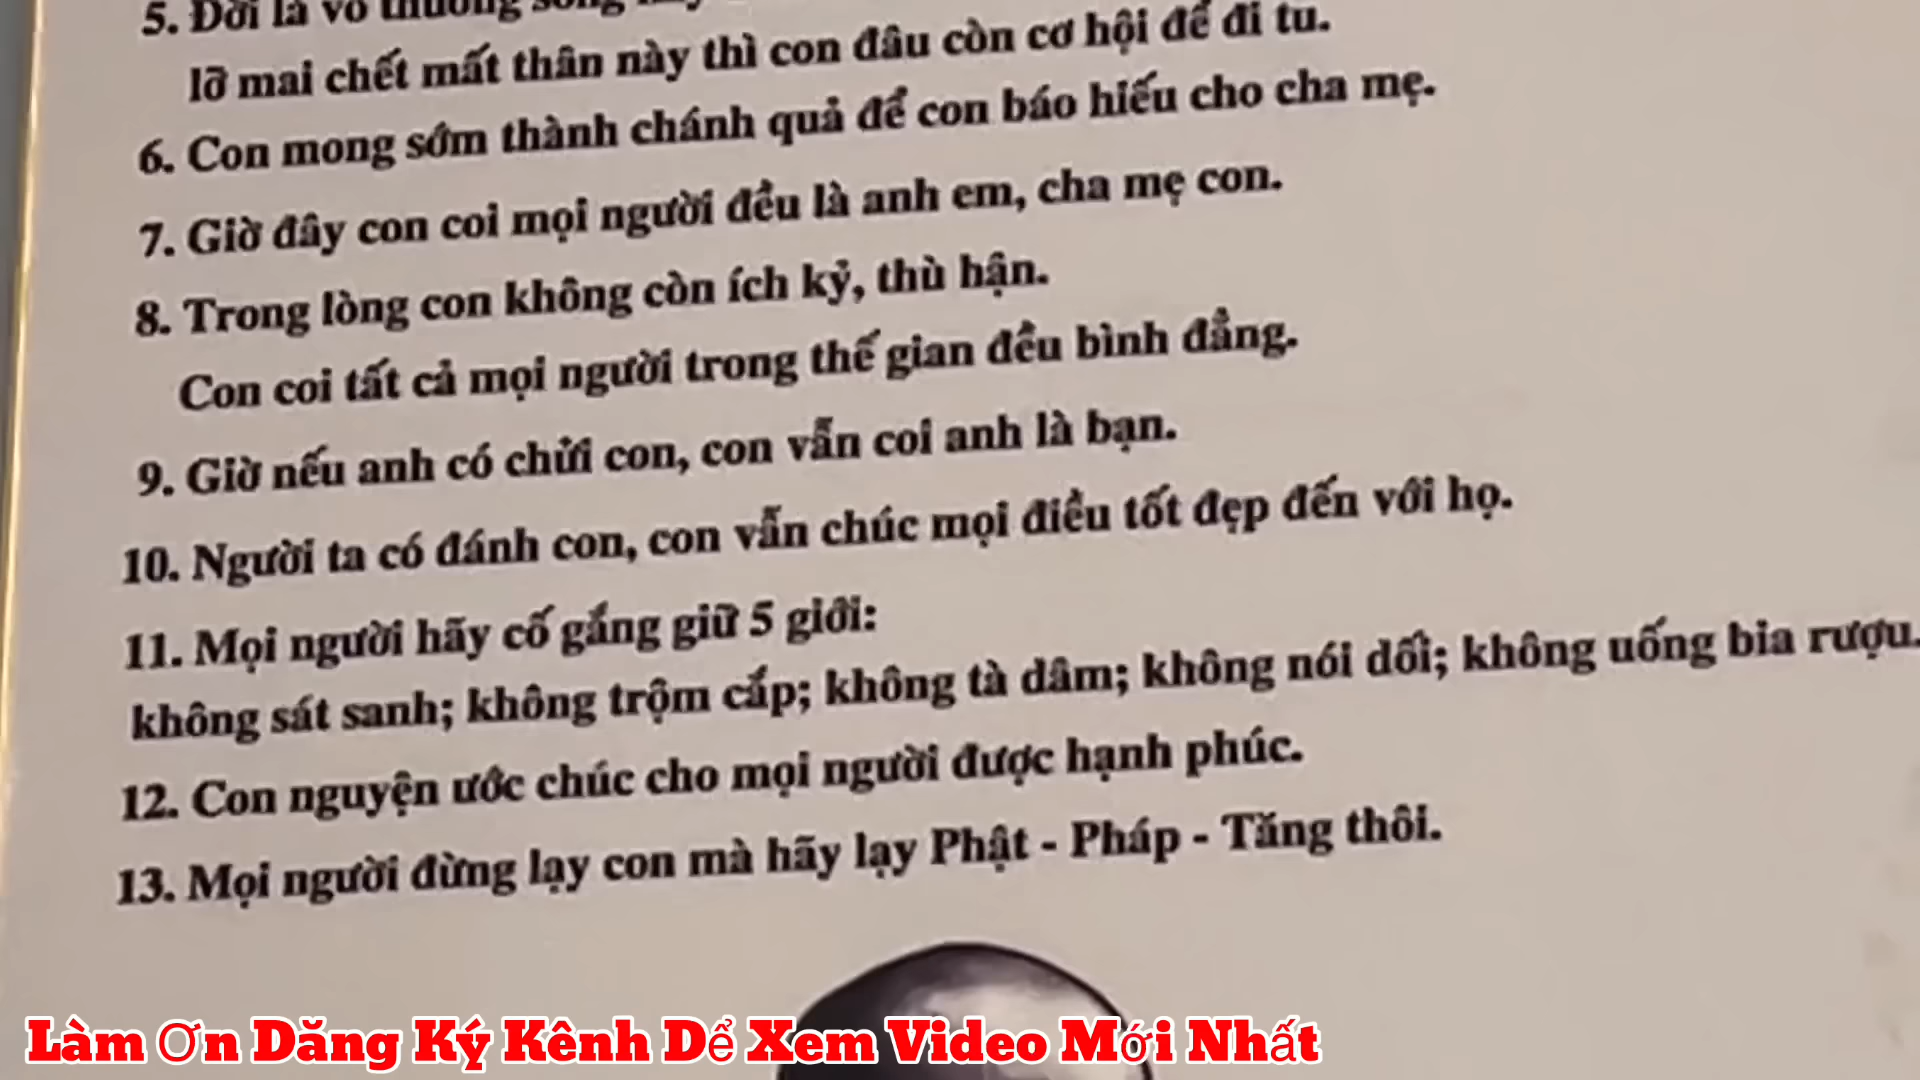 5. Đời là vô thường
lỡ mai chết mất thân này thì con đâu còn cơ hội để đi tu.
6. Con mong sớm thành chánh quả để con báo hiếu cho cha mẹ.
7. Giờ đây con coi mọi người đều là anh em, cha mẹ con.
8. Trong lòng con không còn ích kỷ, thù hận.
Con coi tất cả mọi người trong thế gian đều bình đẳng.
9. Giờ nếu anh có chửi con, con vẫn coi anh là bạn.
10. Người ta có đánh con, con vẫn chúc mọi điều tốt đẹp đến với họ.
11. Mọi người hãy cố gắng giữ 5 giới:
không sát sanh; không trộm cắp; không tà dâm; không nói dối; không uống bia rượu.
12. Con nguyện ước chúc cho mọi người được hạnh phúc.
13. Mọi người đừng lạy con mà hãy lạy Phật - Pháp - Tăng thôi.
Làm Ơn Dăng Ký Kênh Dể Xem Video Mới Nhất